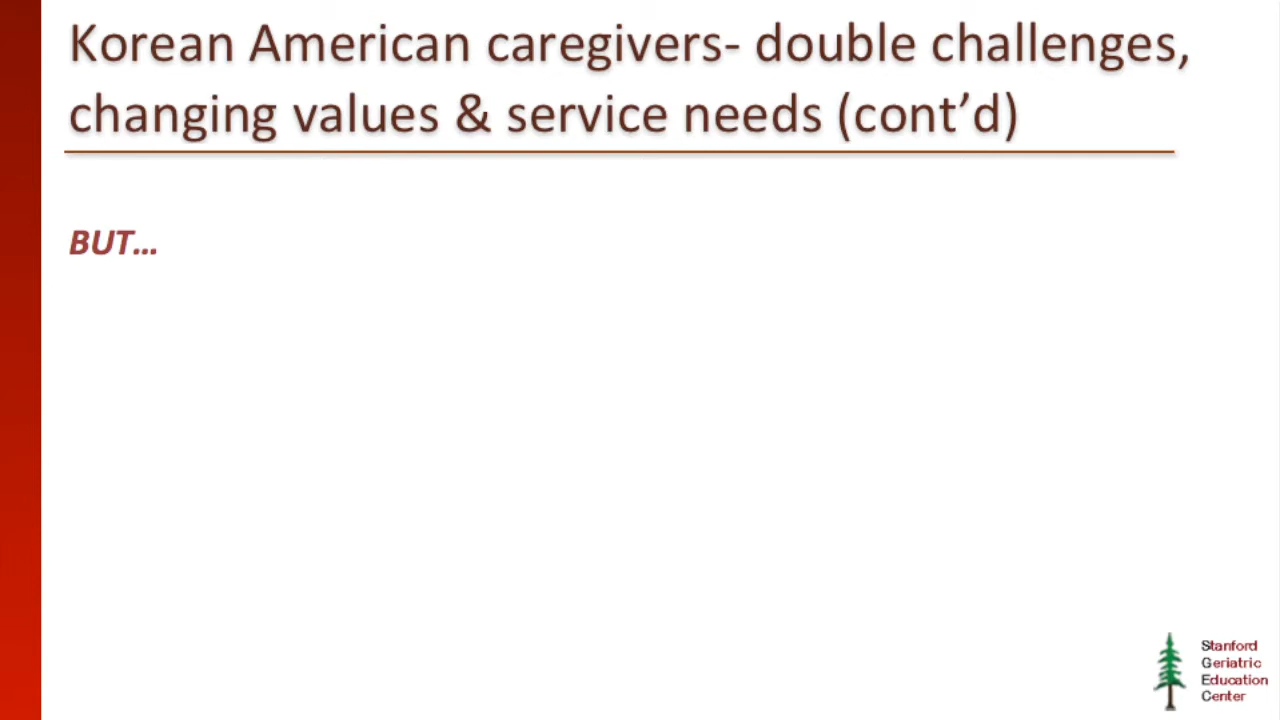 Korean American caregivers- double challenges,
changing values & service needs (cont’d)
BUT…
Stanford
Geriatric
Education
Center